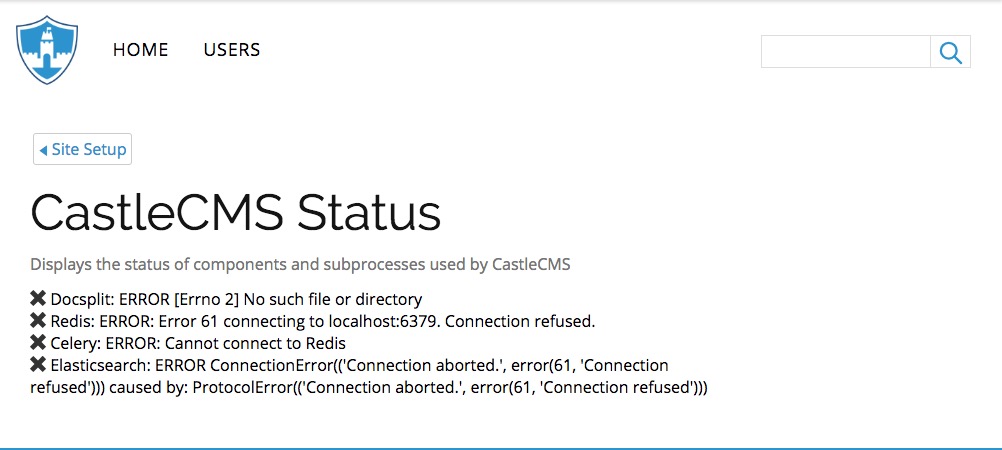 HOME USERS
Site Setup
CastleCMS Status
Displays the status of components and subprocesses used by CastleCMS
✖ Docsplit: ERROR [Errno 2] No such file or directory
✖ Redis: ERROR: Error 61 connecting to localhost:6379. Connection refused.
✖ Celery: ERROR: Cannot connect to Redis
✖ Elasticsearch: ERROR ConnectionError(('Connection aborted.', error(61, 'Connection
refused'))) caused by: ProtocolError(('Connection aborted.', error(61, 'Connection refused')))